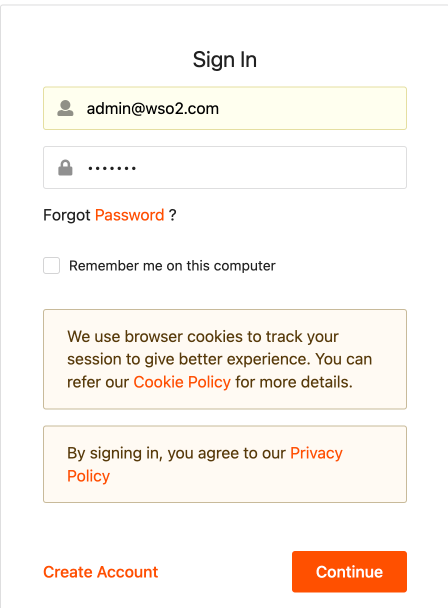 Sign In
admin@wso2.com
•••••••
Forgot Password ?
Remember me on this computer
We use browser cookies to track your
session to give better experience. You can
refer our Cookie Policy for more details.
By signing in, you agree to our Privacy
Policy
Create Account
Continue